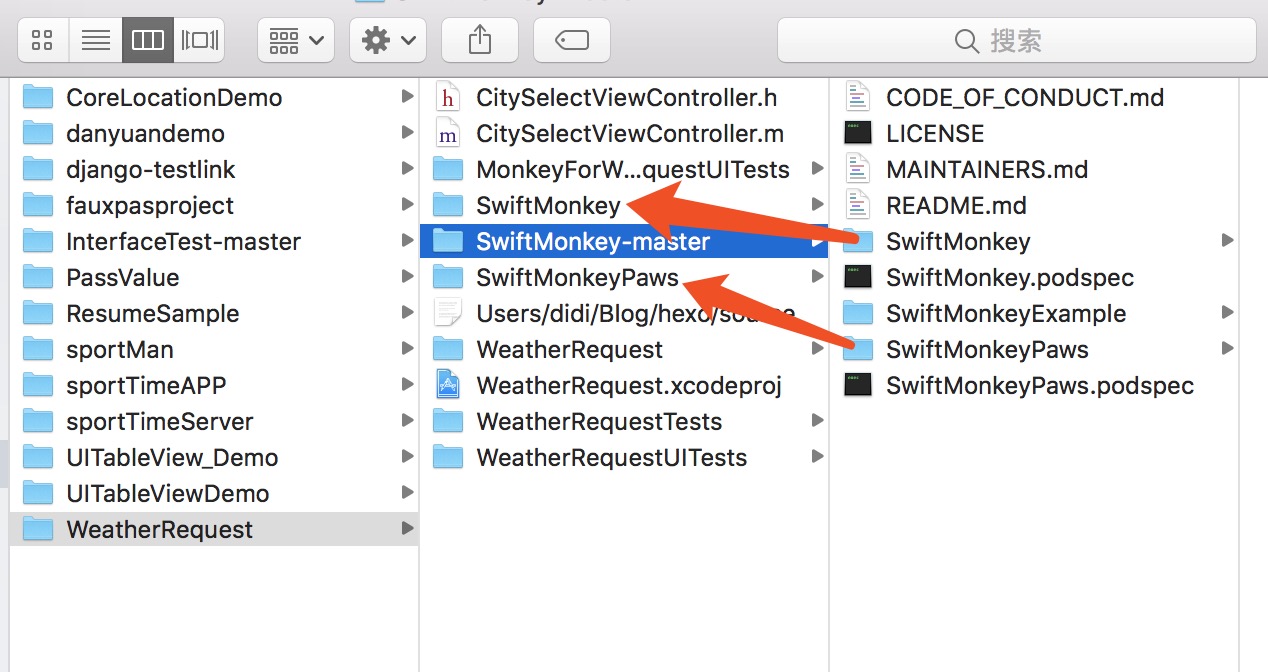 搜索
CoreLocationDemo
danyuandemo
django-testlink
fauxpasproject
InterfaceTest-master
PassValue
ResumeSample
sportMan
sportTimeAPP
sportTimeServer
UITableView_Demo
UITableViewDemo
WeatherRequest
CitySelectViewController.h
CitySelectViewController.m
MonkeyForW...questUITests
SwiftMonkey
SwiftMonkey-master
SwiftMonkeyPaws
Users/didi/Blog/hexo/source
WeatherRequest
WeatherRequest.xcodeproj
WeatherRequestTests
WeatherRequestUITests
CODE_OF_CONDUCT.md
LICENSE
MAINTAINERS.md
README.md
SwiftMonkey
SwiftMonkey.podspec
SwiftMonkeyExample
SwiftMonkeyPaws
SwiftMonkeyPaws.podspec